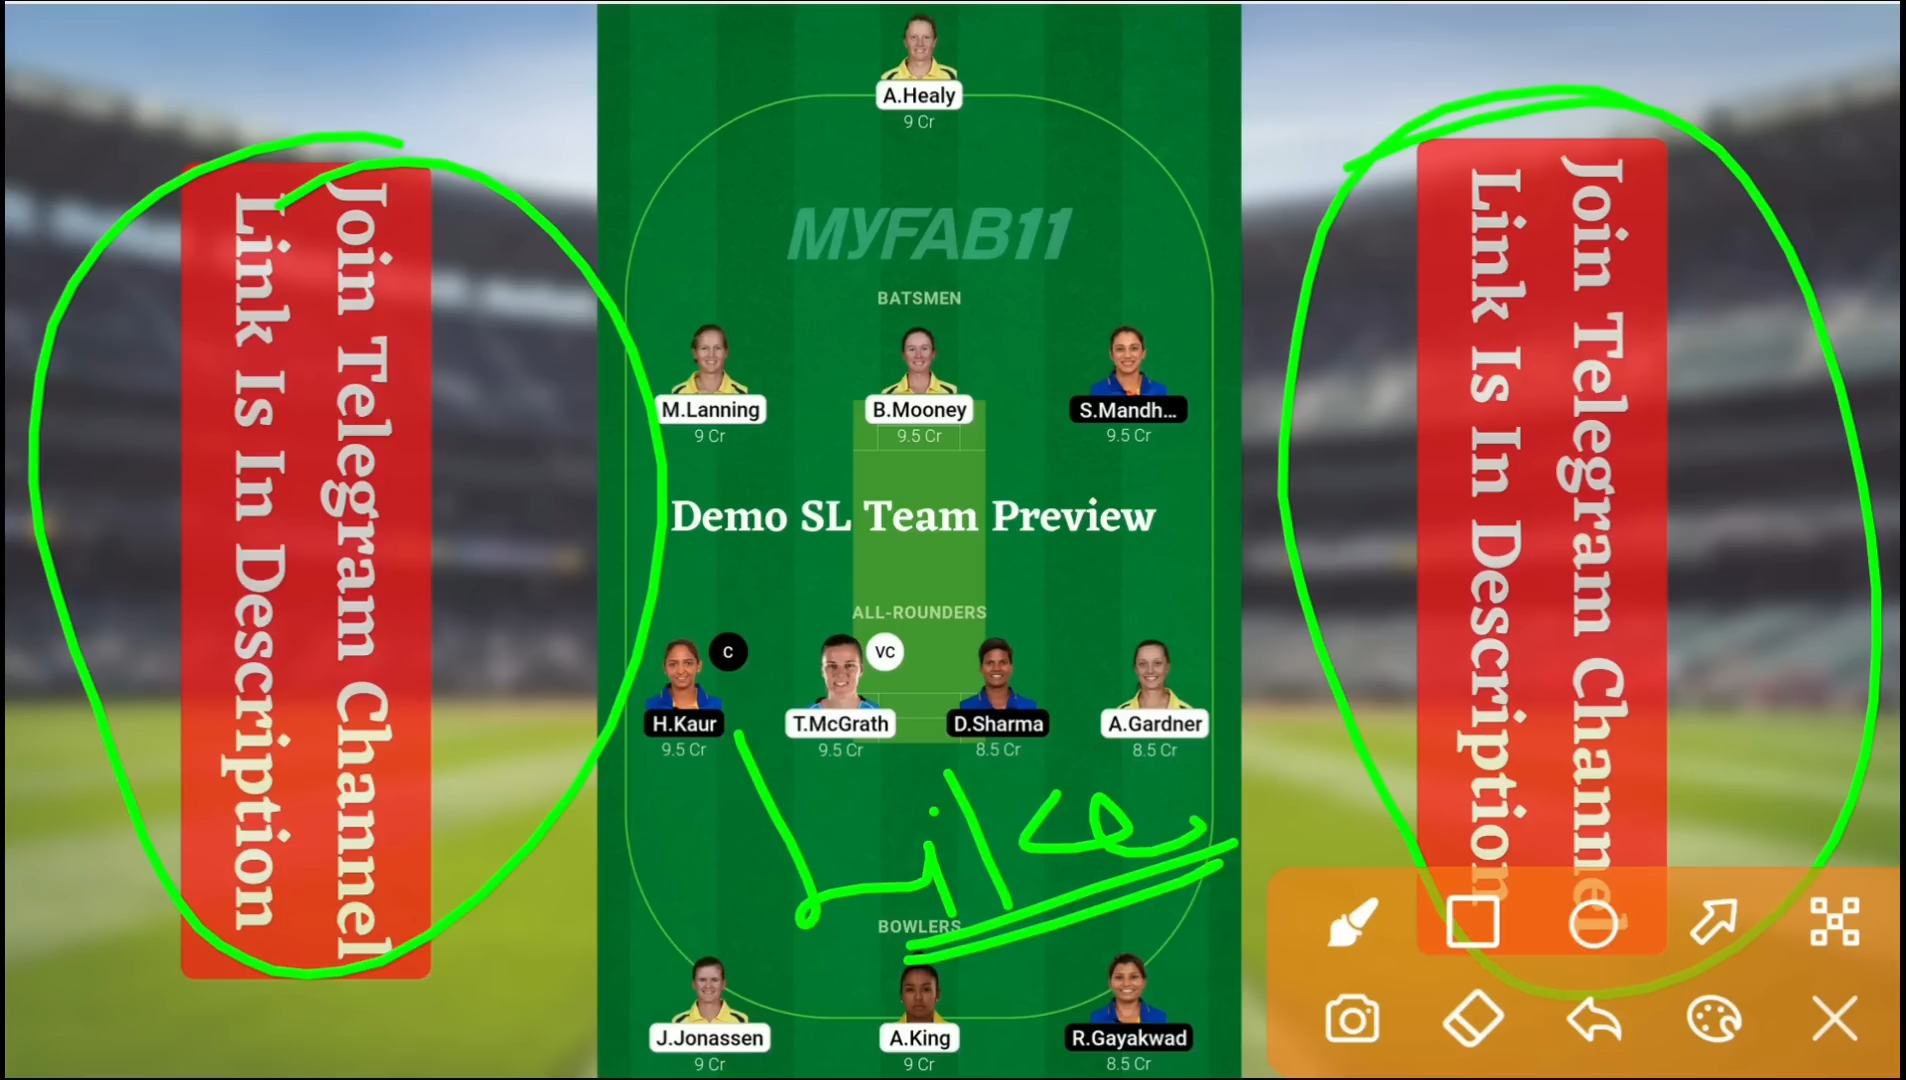 A.Healy
9 Cr
MYFAB11
BATSMEN
M.Lanning
9 Cr
B.Mooney
9.5 Cr
S.Mandh...
9.5 Cr
Demo SL Team Preview
ALL-ROUNDERS
C
VC
H.Kaur
9.5 Cr
T.McGrath
9.5 Cr
D.Sharma
8.5 Cr
A.Gardner
8.5 Cr
Like
BOWLERS
J.Jonassen
9 Cr
A.King
9 Cr
R.Gayakwad
8.5 Cr
Join Telegram Channel
Link Is In Description
Join Telegram Channel
Link Is In Description